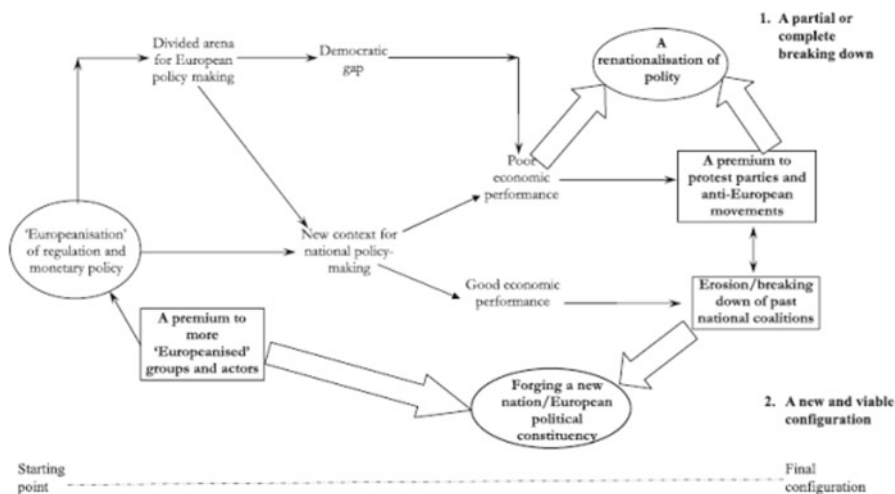 1. A partial or
complete
breaking down
Divided arena
for European
policy making
Democratic
gap
A
renationalisation of
polity
Poor
economic
performance
A premium to
protest parties and
anti-European
movements
'Europeanisation'
of regulation and
monetary policy
New context for
national policy-
making
Good economic
performance
Erosion/breaking
down of past
national coalitions
A premium to
more
'Europeanised'
groups and actors
Forging a new
nation/European
political
constituency
2. A new and viable
configuration
Starting
point
Final
configuration